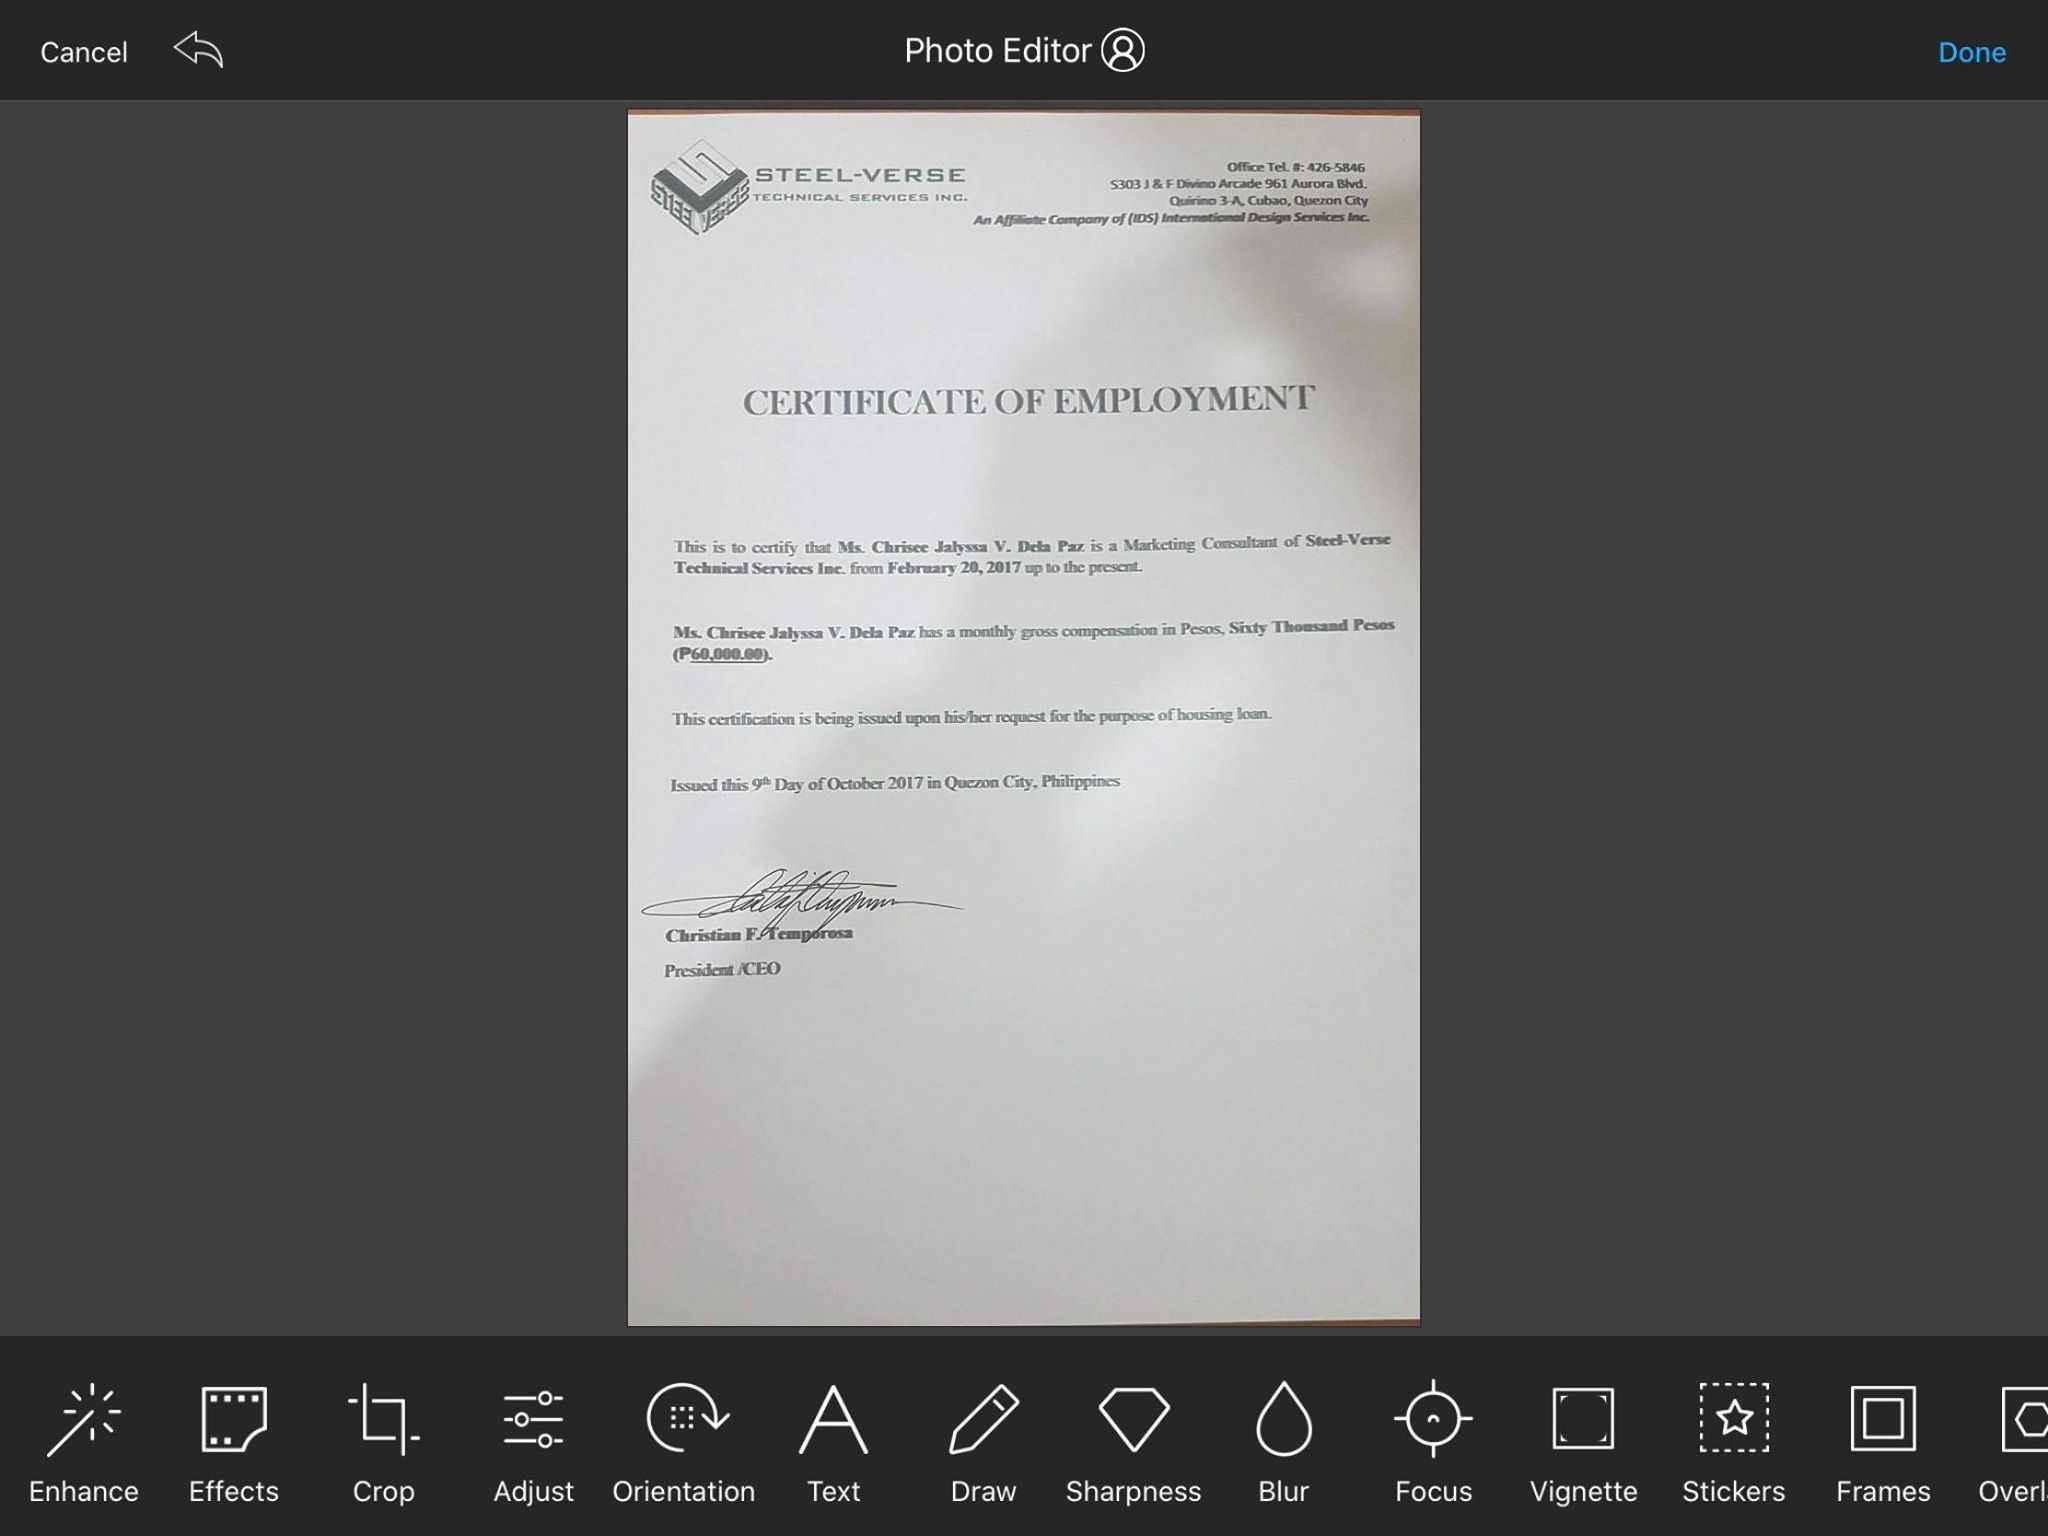 Cancel
Photo Editor
Done
STEEL-VERSE
TECHNICAL SERVICES INC.
STEEL VERSE
Office Tel. #: 426-5846
S303 J & F Divino Arcade 961 Aurora Blvd.
Quirino 3-A, Cubao, Quezon City
An Affiliate Company of (IDS) International Design Services Inc.
CERTIFICATE OF EMPLOYMENT
This is to certify that Ms. Chrisee Jalyssa V. Dela Paz is a Marketing Consultant of Steel-Verse
Technical Services Inc. from February 20, 2017 up to the present.
Ms. Chrisee Jalyssa V. Dela Paz has a monthly gross compensation in Pesos, Sixty Thousand Pesos
(₱60,000.00).
This certification is being issued upon his/her request for the purpose of housing loan.
Issued this 9th Day of October 2017 in Quezon City, Philippines
Christian F. Temporosa
President /CEO
Enhance
Effects
Crop
Adjust
Orientation
Text
Draw
Sharpness
Blur
Focus
Vignette
Stickers
Frames
Overl